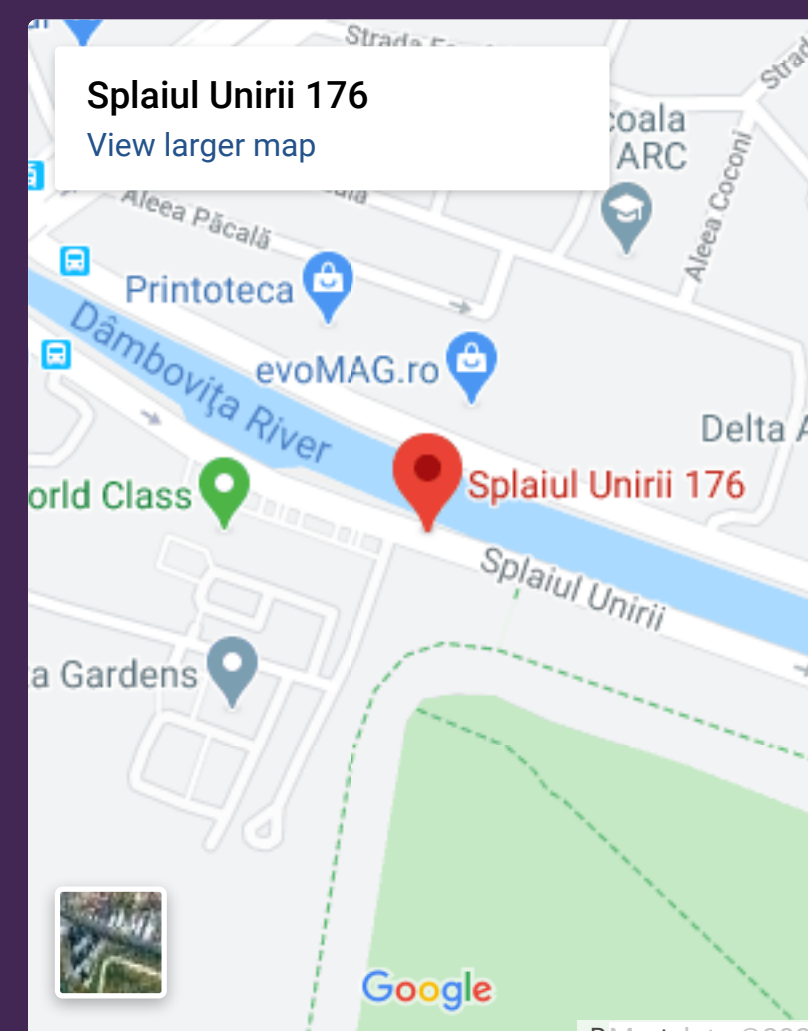 Splaiul Unirii 176
View larger map
coala
ARC
Aleea Coconi
Aleea Păcală
Printoteca
Dâmbovița River
evoMAG.ro
Delta A
orld Class
Splaiul Unirii 176
Splaiul Unirii
a Gardens
Google